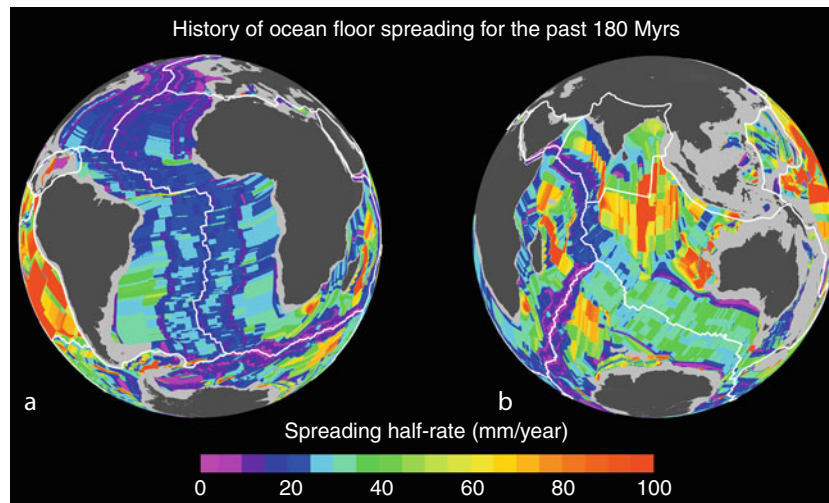 History of ocean floor spreading for the past 180 Myrs
a
b
Spreading half-rate (mm/year)
0 20 40 60 80 100